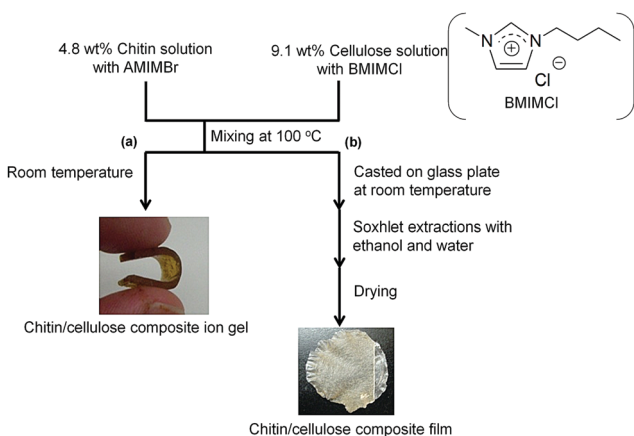 4.8 wt% Chitin solution
with AMIMBr
9.1 wt% Cellulose solution
with BMIMCl
N
N
+
Cl
−
BMIMCl
(a)
Mixing at 100 ºC
(b)
Room temperature
Casted on glass plate
at room temperature
Soxhlet extractions with
ethanol and water
Drying
Chitin/cellulose composite ion gel
Chitin/cellulose composite film